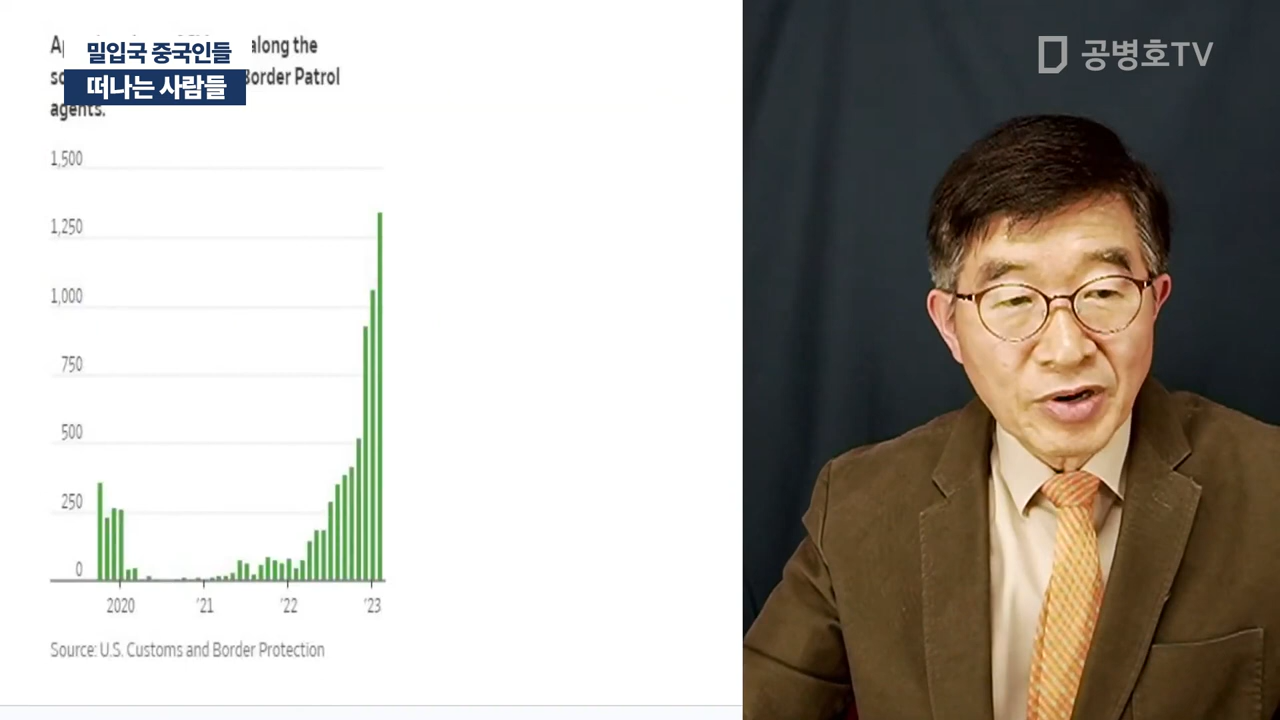 along the
밀입국 중국인들
Border Patrol
떠나는 사람들
agents.
공병호TV
1,500
1,250
1,000
750
500
250
0
2020 '21 '22 '23
Source: U.S. Customs and Border Protection